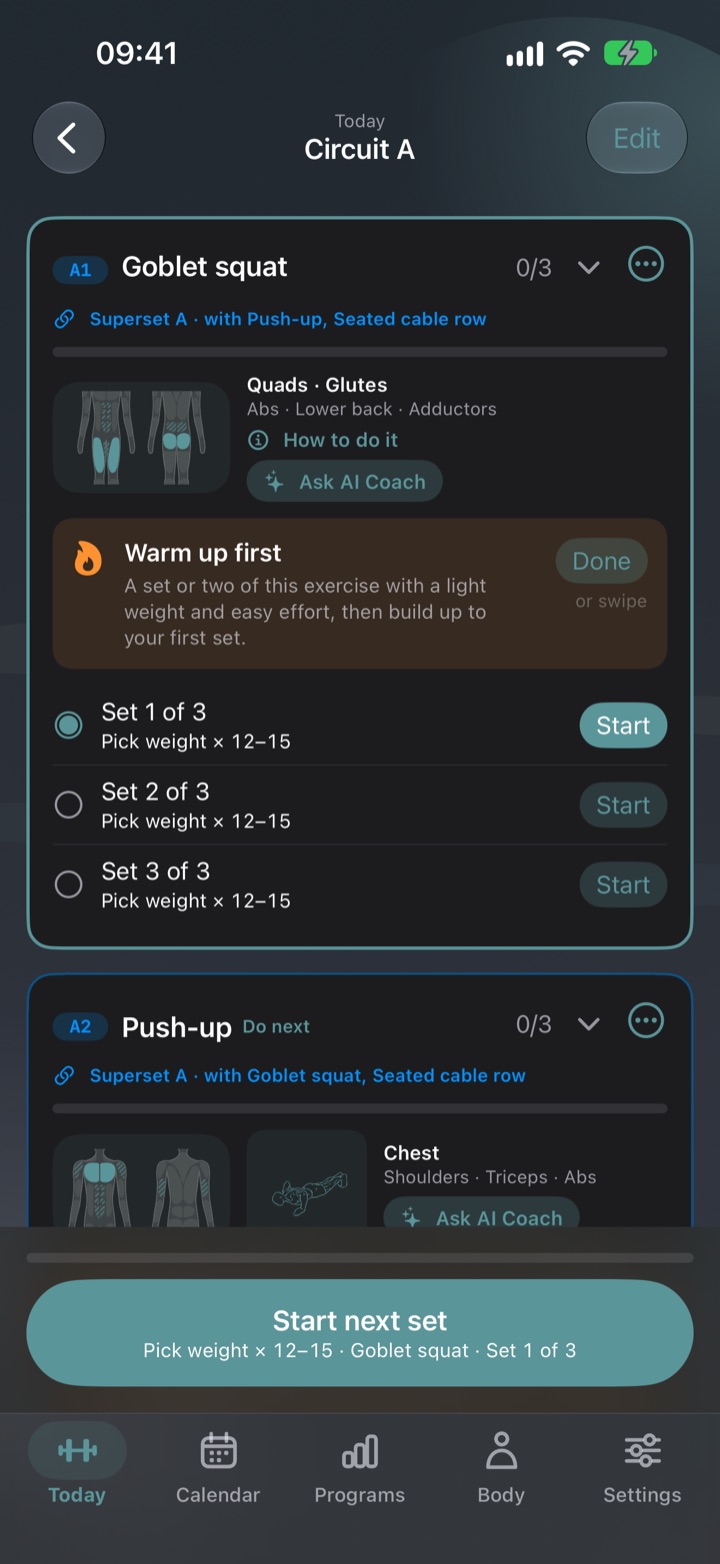 09:41
Today
Circuit A
Edit
A1 Goblet squat 0/3
Superset A · with Push-up, Seated cable row
Quads · Glutes
Abs · Lower back · Adductors
How to do it
Ask AI Coach
Warm up first
Done
A set or two of this exercise with a light
or swipe
weight and easy effort, then build up to
your first set.
Set 1 of 3
Pick weight × 12–15
Start
Set 2 of 3
Pick weight × 12–15
Start
Set 3 of 3
Pick weight × 12–15
Start
A2 Push-up Do next 0/3
Superset A · with Goblet squat, Seated cable row
Chest
Shoulders · Triceps · Abs
Ask AI Coach
Start next set
Pick weight × 12–15 · Goblet squat · Set 1 of 3
Today Calendar Programs Body Settings